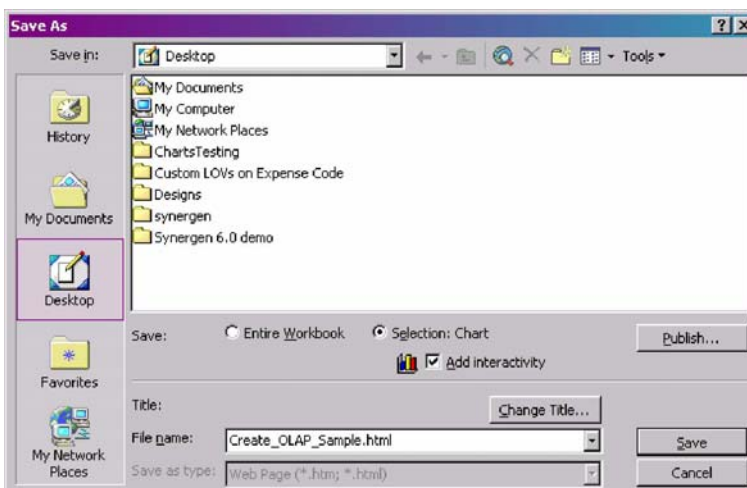 Save As
Save in:
Desktop
Tools
History
My Documents
Desktop
Favorites
My Network
Places
My Documents
My Computer
My Network Places
ChartsTesting
Custom LOVs on Expense Code
Designs
synergen
Synergen 6.0 demo
Save:
Entire Workbook
Selection: Chart
Publish...
Add interactivity
Title:
Change Title...
File name:
Create_OLAP_Sample.html
Save
Save as type:
Web Page (*.htm; *.html)
Cancel